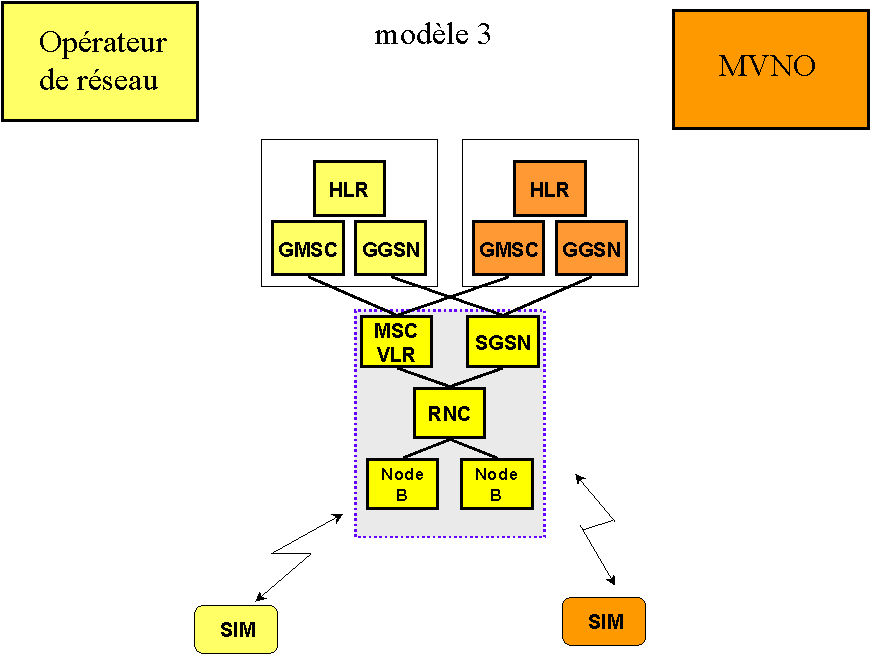 Opérateur
de réseau
modèle 3
MVNO
HLR
HLR
GMSC
GGSN
GMSC
GGSN
MSC
VLR
SGSN
RNC
Node
B
Node
B
SIM
SIM